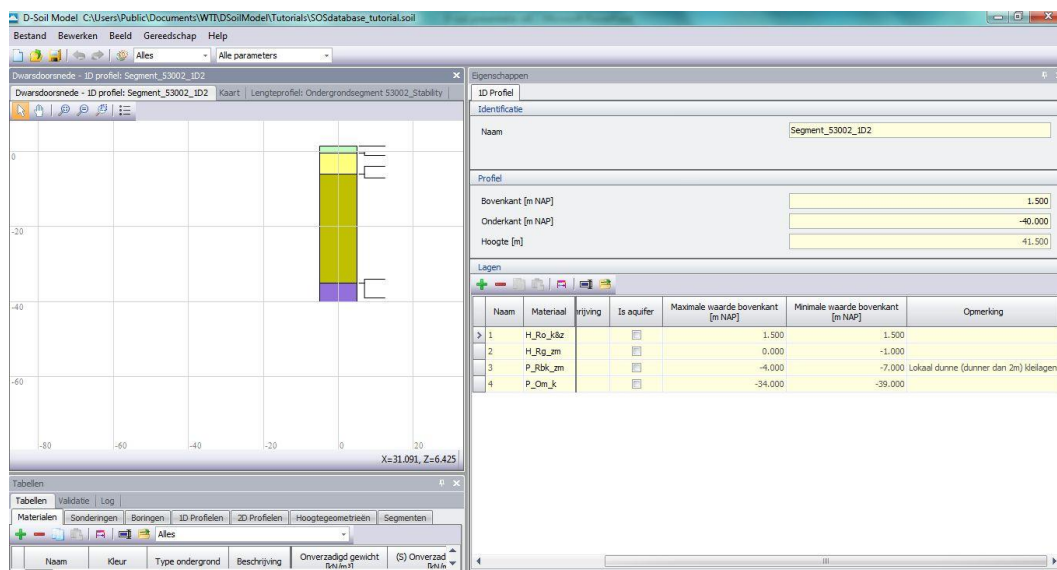 D-Soil Model C:\Users\Public\Documents\WTI\DSoilModel\Tutorials\SOSdatabase_tutorial.soil
Bestand Bewerken Beeld Gereedschap Help
Alles Alle parameters
Dwarsdoorsnede - 1D profiel: Segment_53002_1D2
Dwarsdoorsnede - 1D profiel: Segment_53002_1D2 Kaart Lengteprofiel: Ondergrondsegment 53002_Stability
0
-20
-40
-60
-80 -60 -40 -20 0 20
X=31.091, Z=6.425
Tabellen
Tabellen Validatie Log
Materialen Sonderingen Boringen 1D Profielen 2D Profielen Hoogtegeometrieën Segmenten
Alles
Naam Kleur Type ondergrond Beschrijving Onverzadigd gewicht [kN/m³] (S) Onverzad
Eigenschappen
1D Profiel
Identificatie
Naam Segment_53002_1D2
Profiel
Bovenkant [m NAP] 1.500
Onderkant [m NAP] -40.000
Hoogte [m] 41.500
Lagen
Naam Materiaal rijving Is aquifer Maximale waarde bovenkant [m NAP] Minimale waarde bovenkant [m NAP] Opmerking
1 H_Ro_k&z 1.500 1.500
2 H_Rg_zm 0.000 -1.000
3 P_Rbk_zm -4.000 -7.000 Lokaal dunne (dunner dan 2m) kleilagen
4 P_Om_k -34.000 -39.000